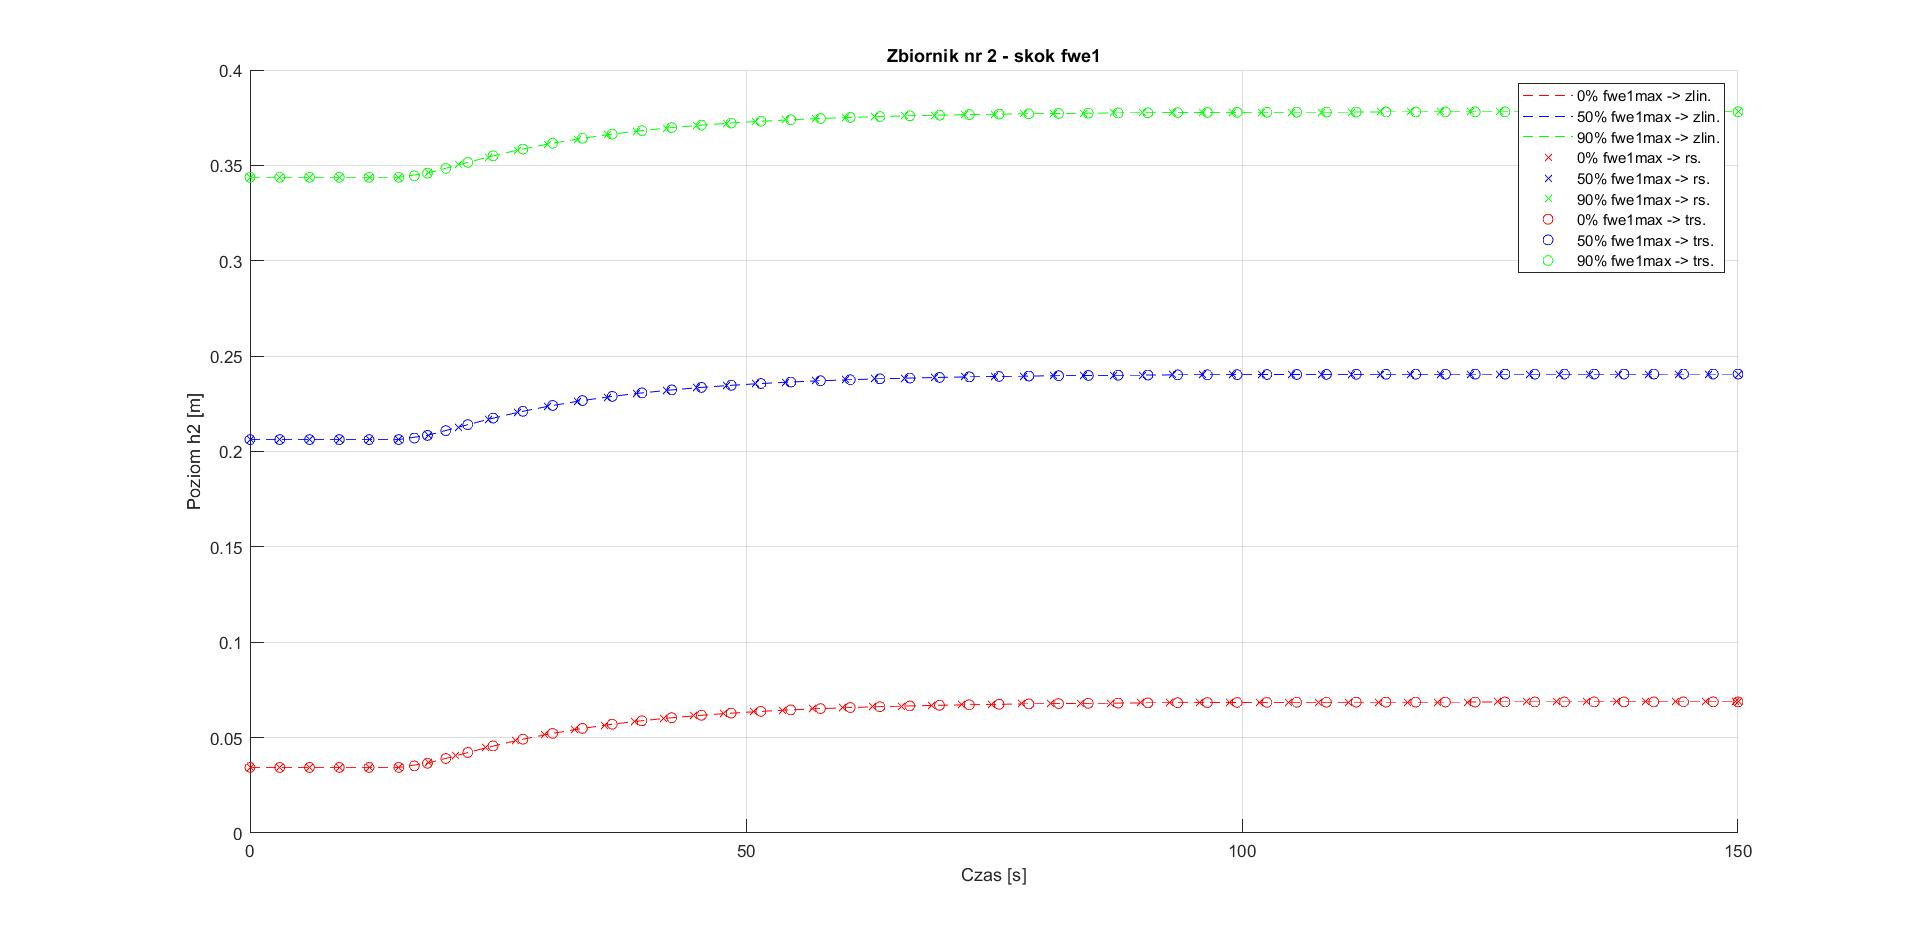 Zbiornik nr 2 - skok fwe1
0.4
0.35
0.3
0.25
0.2
0.15
0.1
0.05
0
Poziom h2 [m]
0% fwe1max -> zlin.
50% fwe1max -> zlin.
90% fwe1max -> zlin.
0% fwe1max -> rs.
50% fwe1max -> rs.
90% fwe1max -> rs.
0% fwe1max -> trs.
50% fwe1max -> trs.
90% fwe1max -> trs.
0 50 100 150
Czas [s]